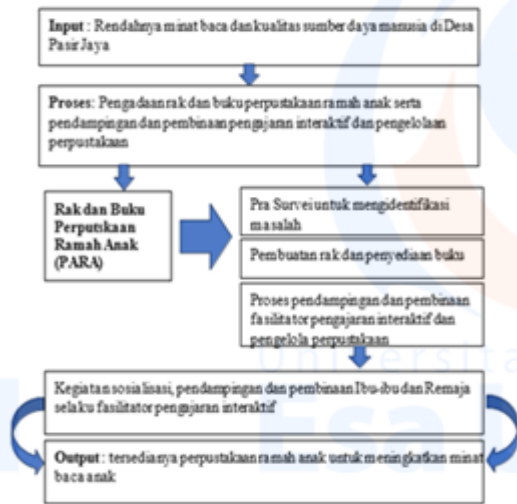 Input : Rendahnya minat baca dan kualitas sumber daya manusia di Desa
Pasir Jaya
Proses: Pengadaan rak dan buku perpustakaan ramah anak serta
pendampingan dan pembinaan pengajaran interaktif dan pengelolaan
perpustakaan
Rak dan Buku
Perputskaan
Ramah Anak
(PARA)
Pra Survei untuk mengidentifikasi
masalah
Pembuatan rak dan penyediaan buku
Proses pendampingan dan pembinaan
fasilitator pengajaran interaktif dan
pengelola perpustakaan
Universita
Esa
Kegiatan sosialisasi, pendampingan dan pembinaan Ibu-ibu dan Remaja
selaku fasilitator pengajaran interaktif
Output : tersedianya perpustakaan ramah anak untuk meningkatkan minat
baca anak